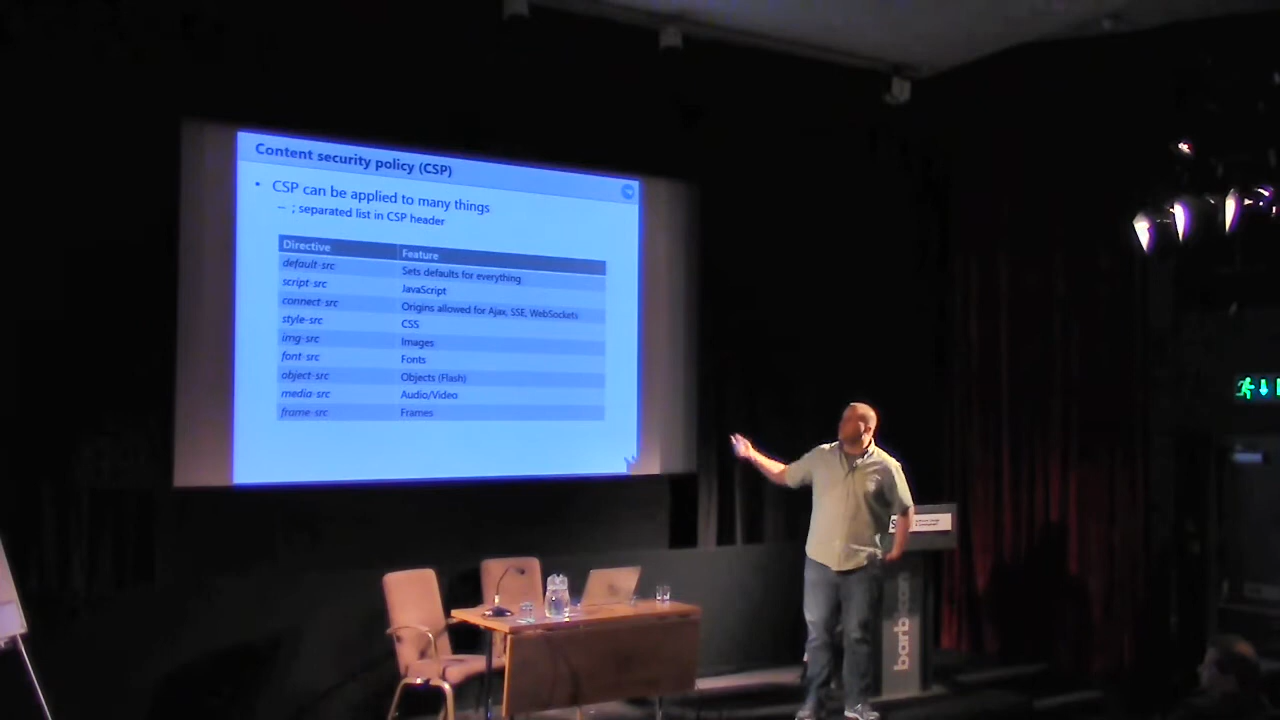 Content security policy (CSP)
• CSP can be applied to many things
– ; separated list in CSP header
Directive Feature
default-src Sets defaults for everything
script-src JavaScript
connect-src Origins allowed for Ajax, SSE, WebSockets
style-src CSS
img-src Images
font-src Fonts
object-src Objects (Flash)
media-src Audio/Video
frame-src Frames
barbican